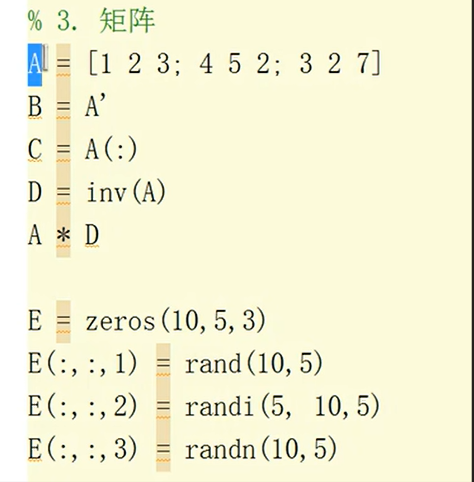 % 3. 矩阵
A = [1 2 3; 4 5 2; 3 2 7]
B = A'
C = A(:)
D = inv(A)
A * D
E = zeros(10,5,3)
E(:,:,1) = rand(10,5)
E(:,:,2) = randi(5, 10,5)
E(:,:,3) = randn(10,5)